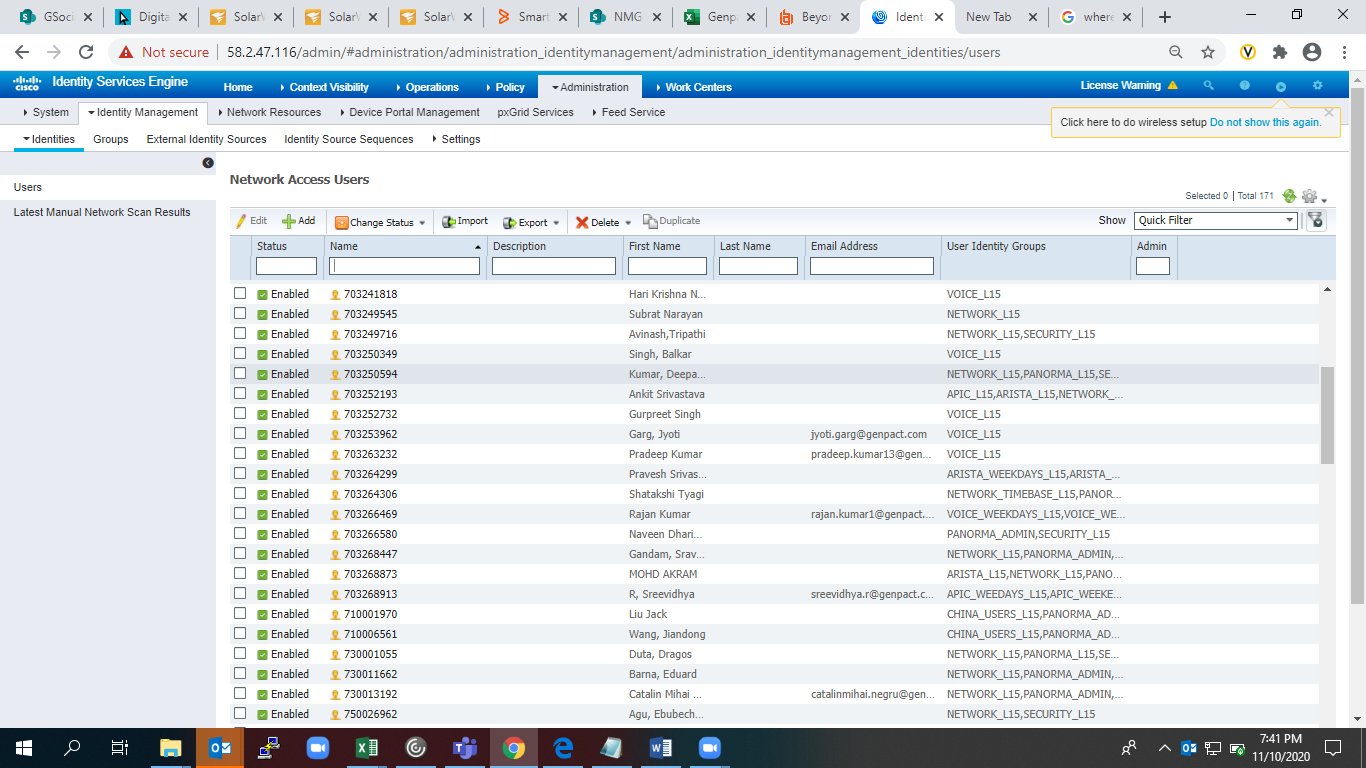 GSoci
Digita
SolarW
SolarW
SolarW
Smart
NMG
Genpa
Beyon
Identi
New Tab
where
Not secure 58.2.47.116/admin/#administration/administration_identitymanagement/administration_identitymanagement_identities/users
cisco Identity Services Engine Home Context Visibility Operations Policy Administration Work Centers License Warning
System Identity Management Network Resources Device Portal Management pxGrid Services Feed Service
Click here to do wireless setup Do not show this again.
Identities Groups External Identity Sources Identity Source Sequences Settings
Users
Latest Manual Network Scan Results
Network Access Users
Selected 0 | Total 171
Edit Add Change Status Import Export Delete Duplicate Show Quick Filter
Status Name Description First Name Last Name Email Address User Identity Groups Admin
Enabled 703241818 Hari Krishna N... VOICE_L15
Enabled 703249545 Subrat Narayan NETWORK_L15
Enabled 703249716 Avinash,Tripathi NETWORK_L15,SECURITY_L15
Enabled 703250349 Singh, Balkar VOICE_L15
Enabled 703250594 Kumar, Deepa... NETWORK_L15,PANORMA_L15,SE...
Enabled 703252193 Ankit Srivastava APIC_L15,ARISTA_L15,NETWORK_...
Enabled 703252732 Gurpreet Singh VOICE_L15
Enabled 703253962 Garg, Jyoti jyoti.garg@genpact.com VOICE_L15
Enabled 703263232 Pradeep Kumar pradeep.kumar13@gen... VOICE_L15
Enabled 703264299 Pravesh Srivas... ARISTA_WEEKDAYS_L15,ARISTA_...
Enabled 703264306 Shatakshi Tyagi NETWORK_TIMEBASE_L15,PANOR...
Enabled 703266469 Rajan Kumar rajan.kumar1@genpact.... VOICE_WEEKDAYS_L15,VOICE_WE...
Enabled 703266580 Naveen Dhari... PANORMA_ADMIN,SECURITY_L15
Enabled 703268447 Gandam, Srav... NETWORK_L15,PANORMA_ADMIN,...
Enabled 703268873 MOHD AKRAM ARISTA_L15,NETWORK_L15,PANO...
Enabled 703268913 R, Sreevidhya sreevidhya.r@genpact.c... APIC_WEEDAYS_L15,APIC_WEEKE...
Enabled 710001970 Liu Jack CHINA_USERS_L15,PANORMA_AD...
Enabled 710006561 Wang, Jiandong CHINA_USERS_L15,PANORMA_AD...
Enabled 730001055 Duta, Dragos NETWORK_L15,PANORMA_L15,SE...
Enabled 730011662 Barna, Eduard NETWORK_L15,PANORMA_ADMIN,...
Enabled 730013192 Catalin Mihai ... catalinmihai.negru@gen... NETWORK_L15,PANORMA_ADMIN,...
Enabled 750026962 Agu, Ebubech... NETWORK_L15,SECURITY_L15
7:41 PM
11/10/2020